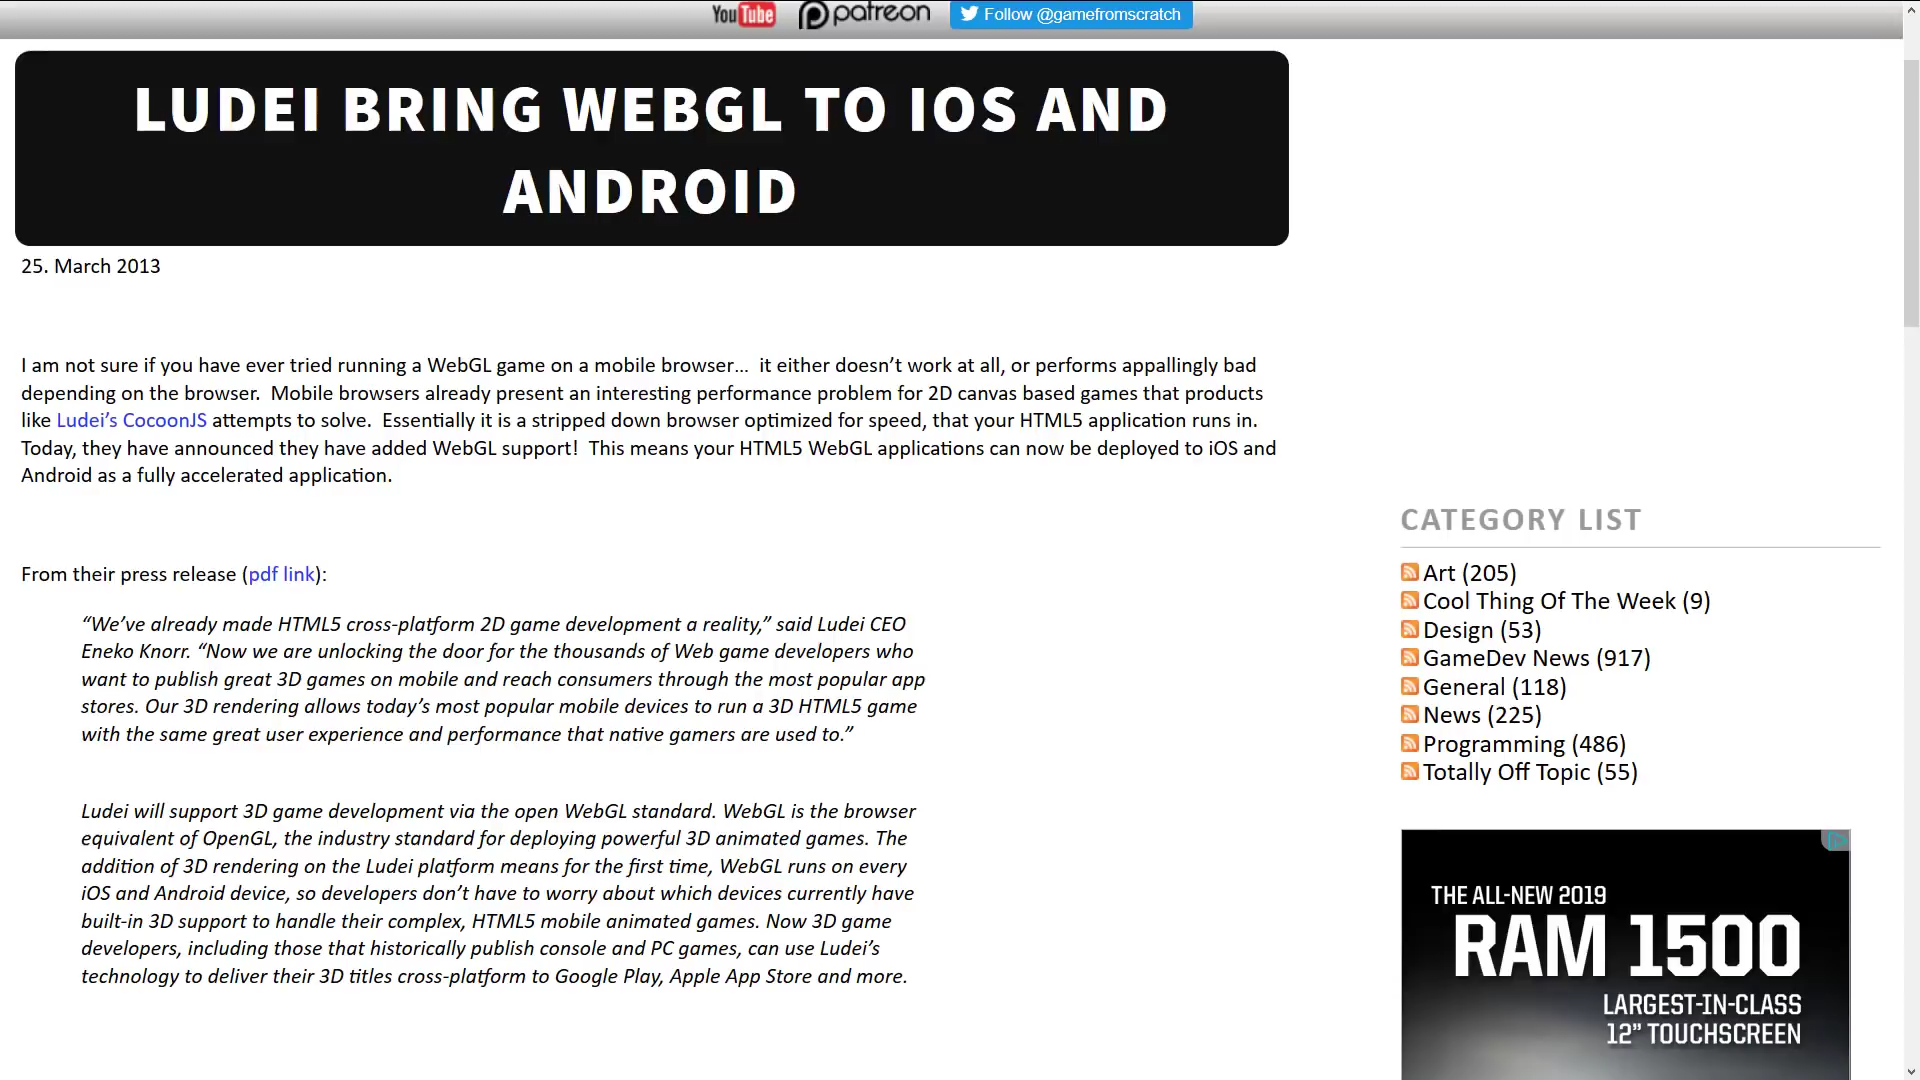 YouTube patreon Follow @gamefromscratch
LUDEI BRING WEBGL TO IOS AND
ANDROID
25. March 2013
I am not sure if you have ever tried running a WebGL game on a mobile browser… it either doesn’t work at all, or performs appallingly bad
depending on the browser. Mobile browsers already present an interesting performance problem for 2D canvas based games that products
like Ludei’s CocoonJS attempts to solve. Essentially it is a stripped down browser optimized for speed, that your HTML5 application runs in.
Today, they have announced they have added WebGL support! This means your HTML5 WebGL applications can now be deployed to iOS and
Android as a fully accelerated application.
From their press release (pdf link):
“We’ve already made HTML5 cross-platform 2D game development a reality,” said Ludei CEO
Eneko Knorr. “Now we are unlocking the door for the thousands of Web game developers who
want to publish great 3D games on mobile and reach consumers through the most popular app
stores. Our 3D rendering allows today’s most popular mobile devices to run a 3D HTML5 game
with the same great user experience and performance that native gamers are used to.”
Ludei will support 3D game development via the open WebGL standard. WebGL is the browser
equivalent of OpenGL, the industry standard for deploying powerful 3D animated games. The
addition of 3D rendering on the Ludei platform means for the first time, WebGL runs on every
iOS and Android device, so developers don’t have to worry about which devices currently have
built-in 3D support to handle their complex, HTML5 mobile animated games. Now 3D game
developers, including those that historically publish console and PC games, can use Ludei’s
technology to deliver their 3D titles cross-platform to Google Play, Apple App Store and more.
CATEGORY LIST
Art (205)
Cool Thing Of The Week (9)
Design (53)
GameDev News (917)
General (118)
News (225)
Programming (486)
Totally Off Topic (55)
THE ALL-NEW 2019
RAM 1500
LARGEST-IN-CLASS
12” TOUCHSCREEN